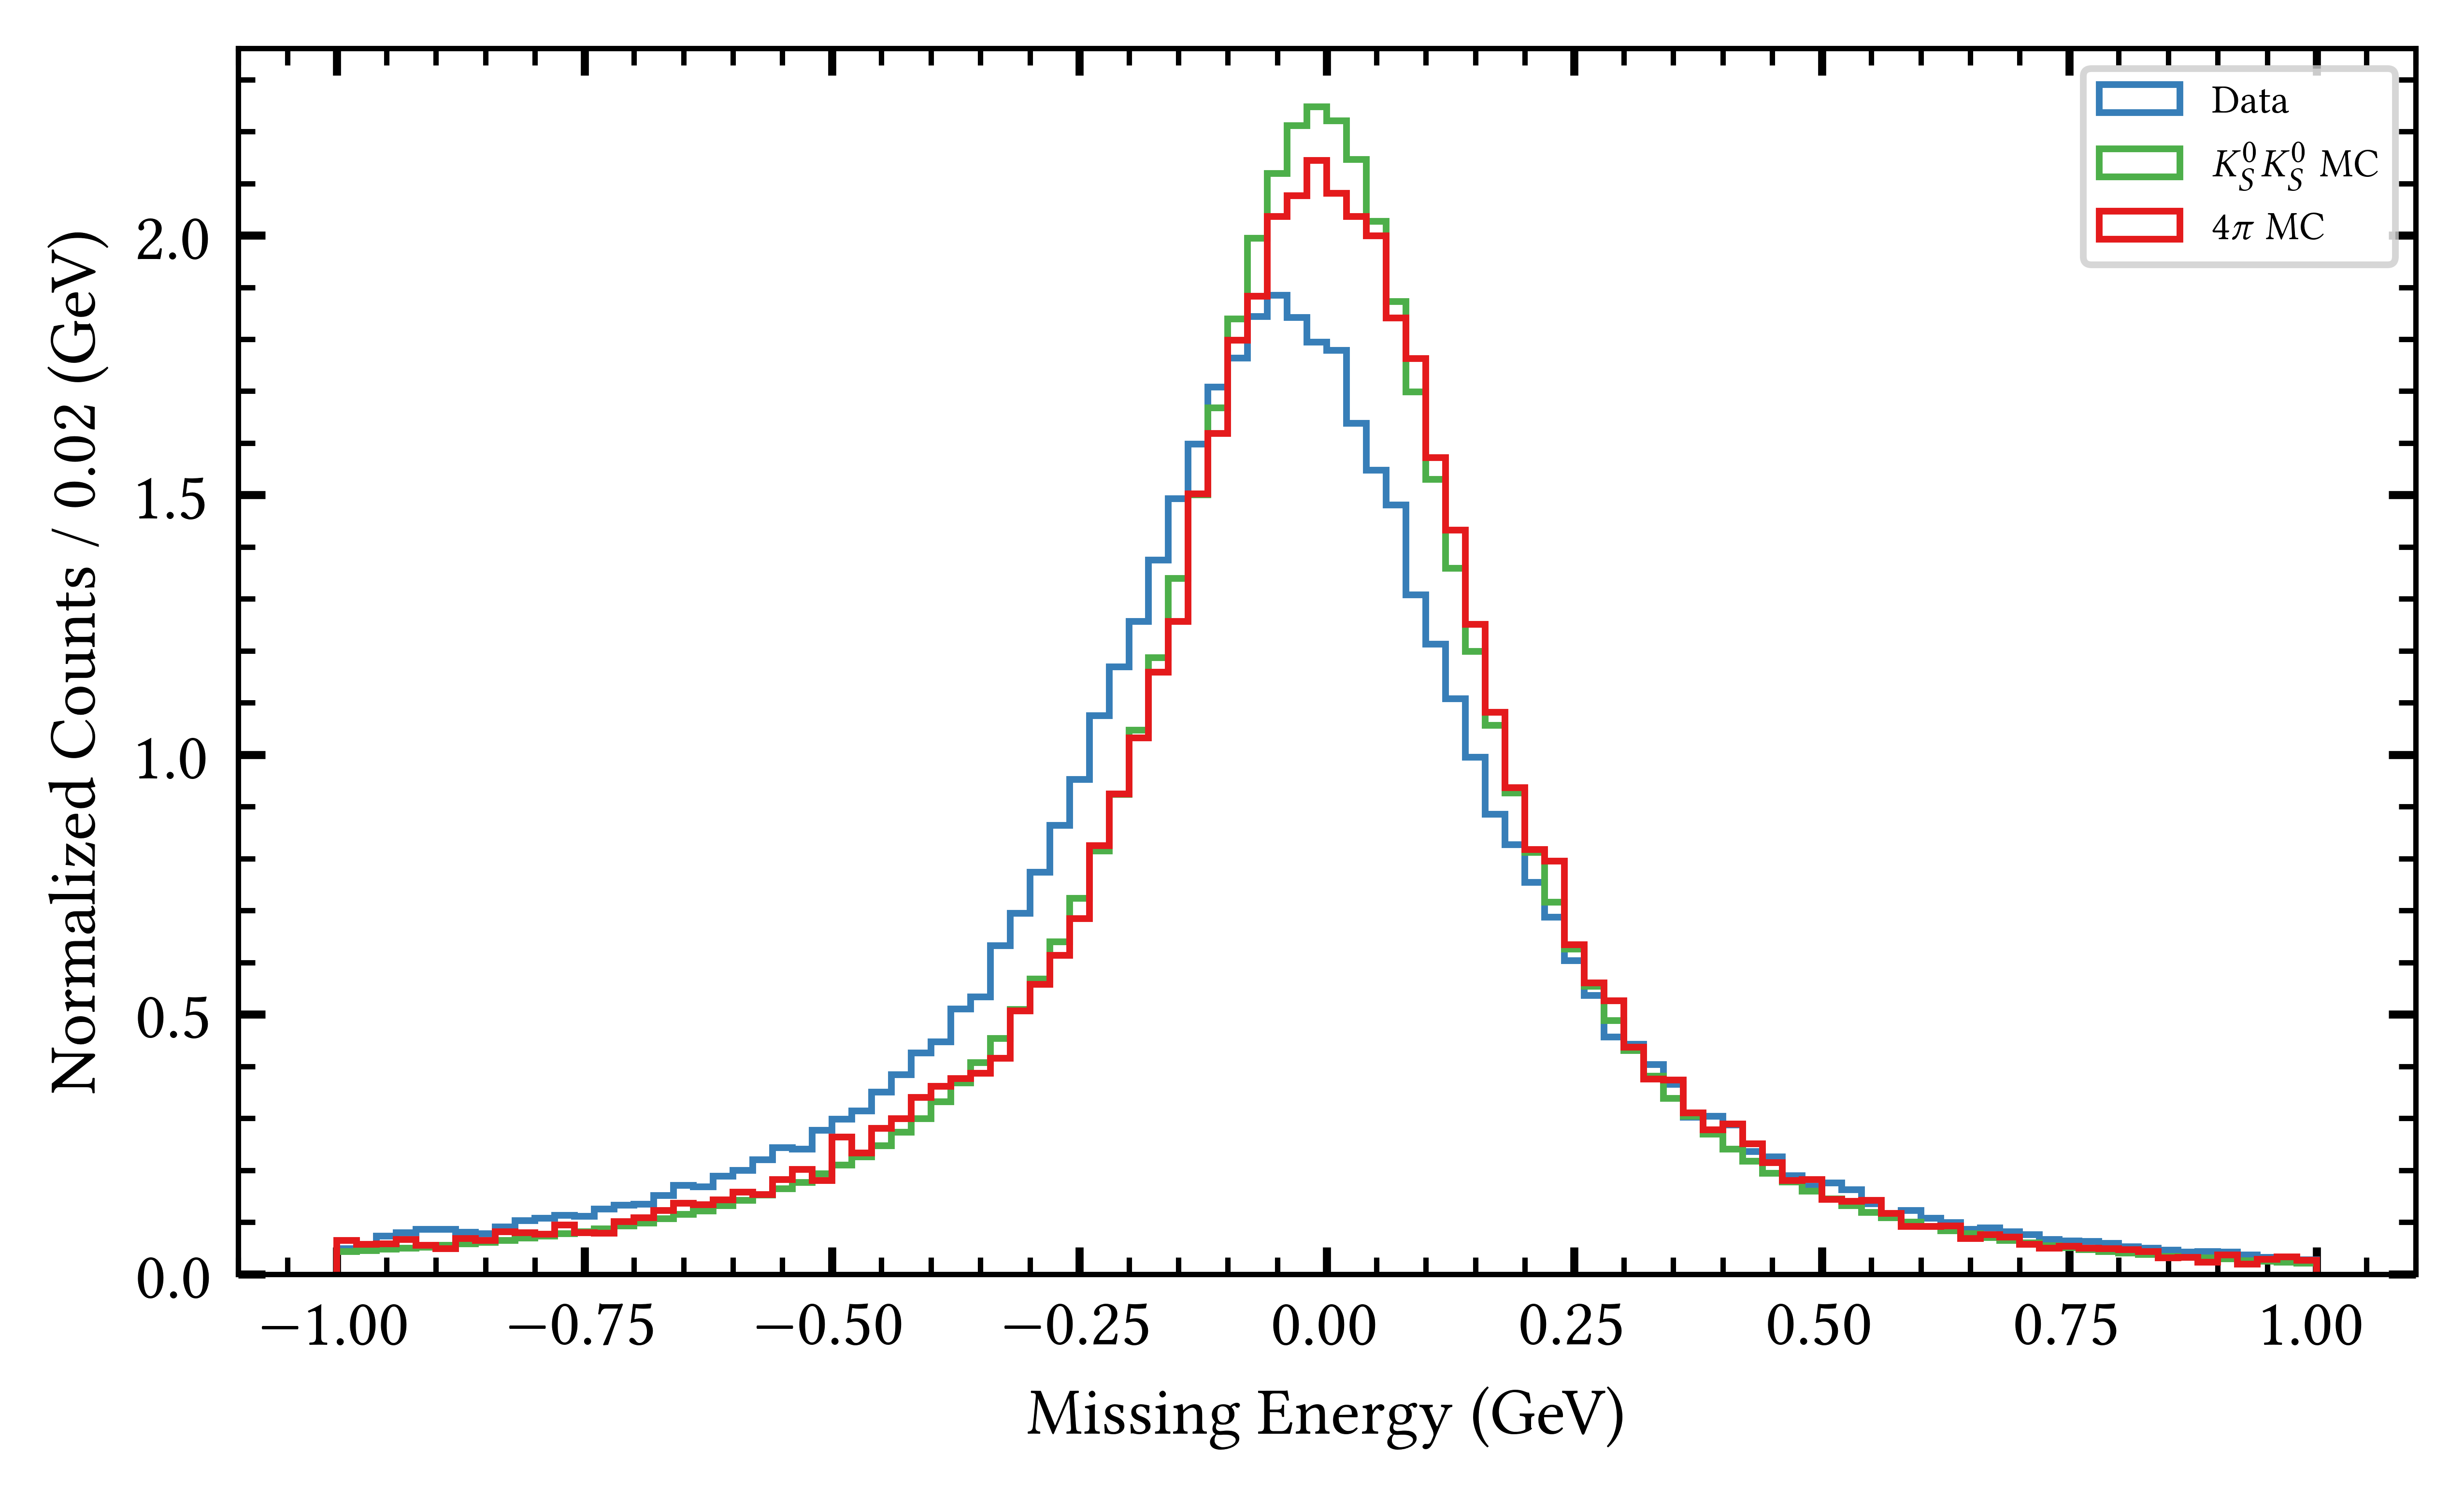 Normalized Counts / 0.02 (GeV)
2.0
1.5
1.0
0.5
0.0
Data
$K_S^0 K_S^0$ MC
4π MC
−1.00 −0.75 −0.50 −0.25 0.00 0.25 0.50 0.75 1.00
Missing Energy (GeV)